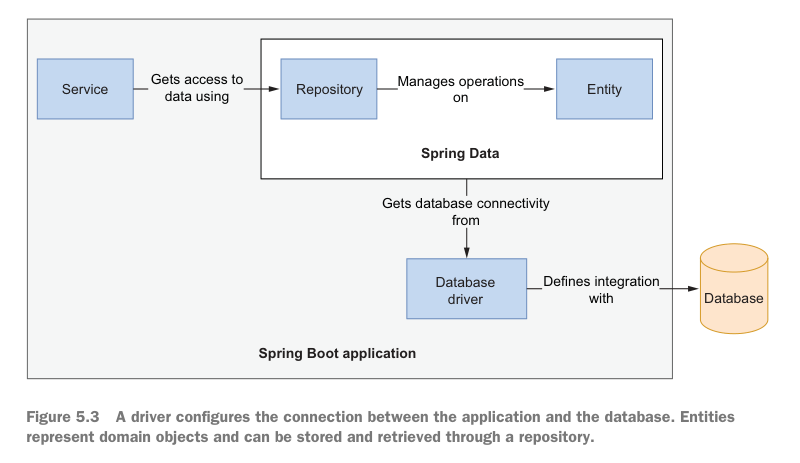 Service
Gets access to
data using
Repository
Manages operations
on
Entity
Spring Data
Gets database connectivity
from
Database
driver
Defines integration
with
Database
Spring Boot application
Figure 5.3 A driver configures the connection between the application and the database. Entities
represent domain objects and can be stored and retrieved through a repository.